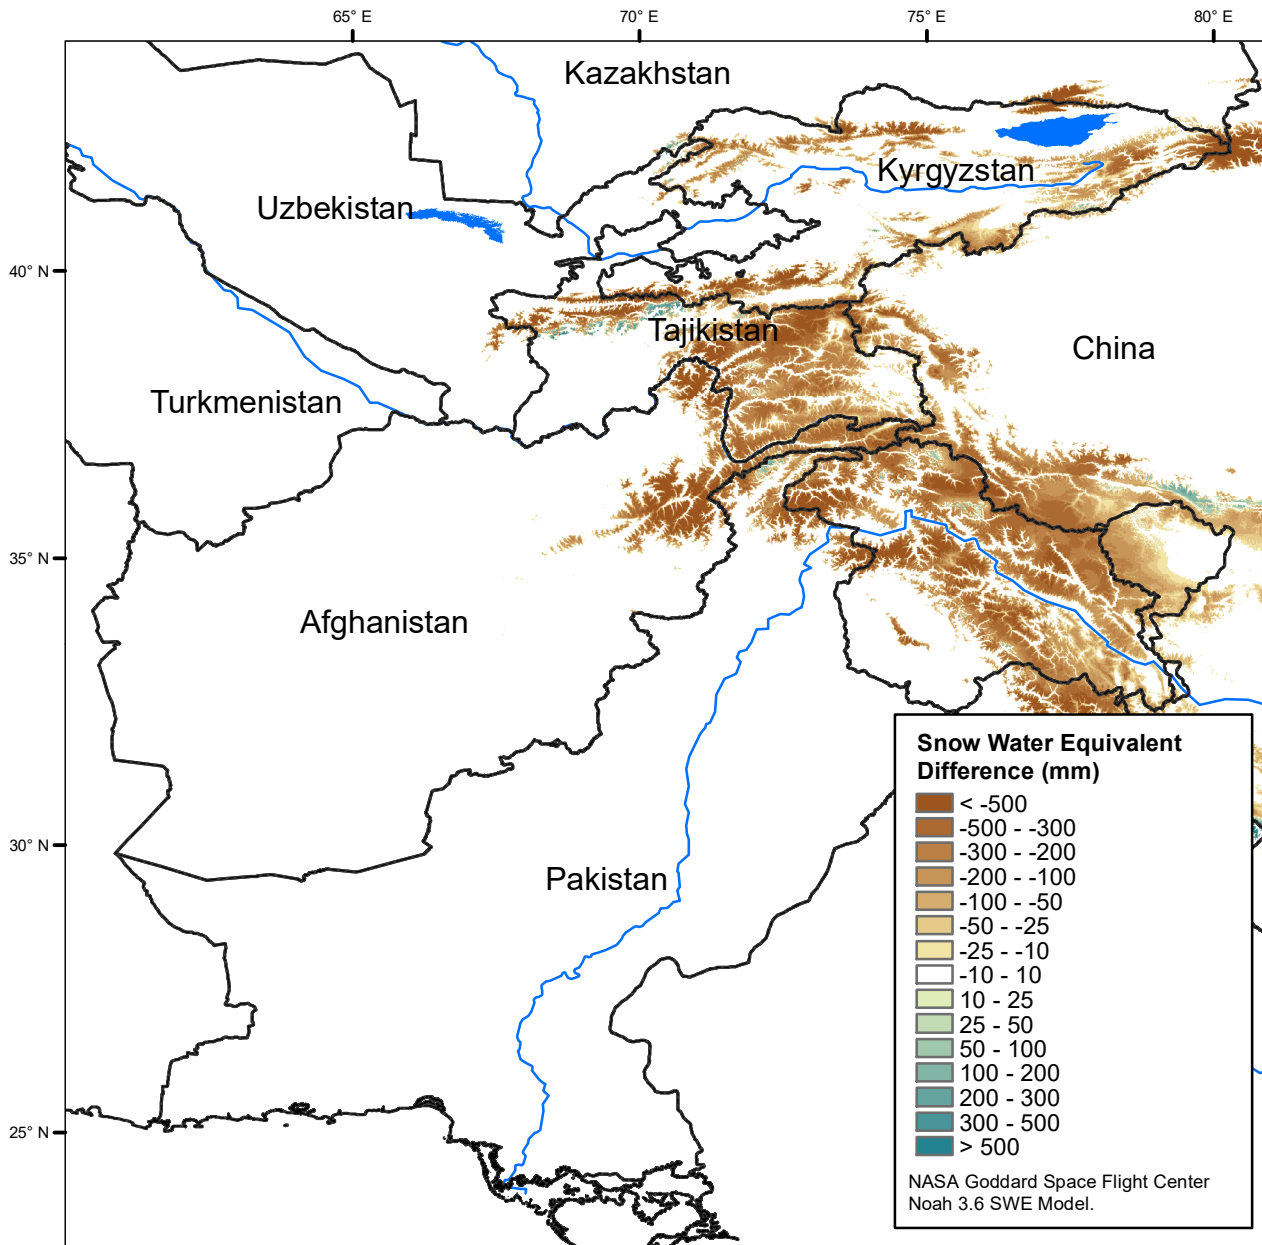 65° E
70° E
75° E
80° E
Kazakhstan
Kyrgyzstan
Uzbekistan
40° N
Tajikistan
China
Turkmenistan
35° N
Afghanistan
Snow Water Equivalent
Difference (mm)
< -500
-500 - -300
-300 - -200
-200 - -100
-100 - -50
-50 - -25
-25 - -10
-10 - 10
10 - 25
25 - 50
50 - 100
100 - 200
200 - 300
300 - 500
> 500
NASA Goddard Space Flight Center
Noah 3.6 SWE Model.
30° N
Pakistan
25° N